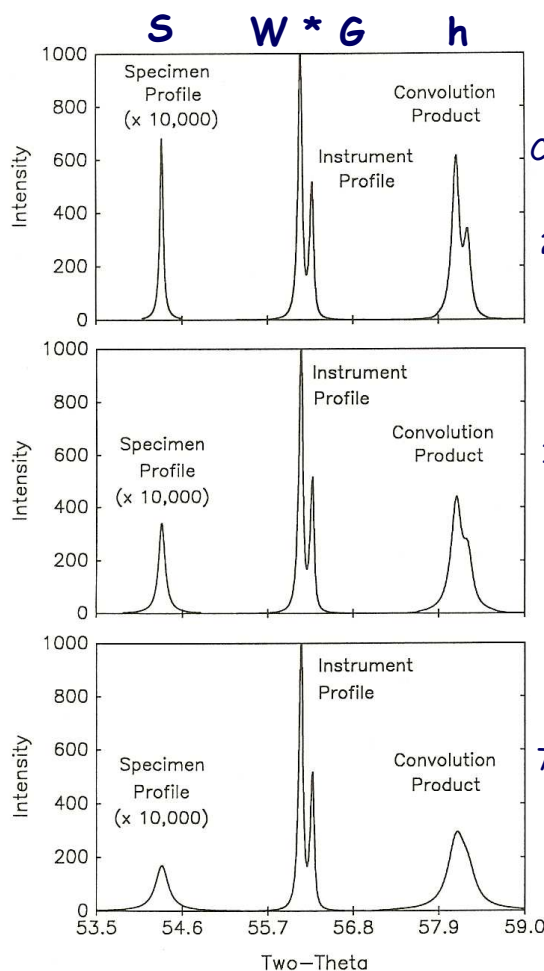 S W * G h
1000
800
600
400
200
0
Intensity
Specimen
Profile
(x 10,000)
Instrument
Profile
Convolution
Product
1000
800
600
400
200
0
Intensity
Specimen
Profile
(x 10,000)
Instrument
Profile
Convolution
Product
1000
800
600
400
200
0
Intensity
Specimen
Profile
(x 10,000)
Instrument
Profile
Convolution
Product
53.5 54.6 55.7 56.8 57.9 59.0
Two-Theta